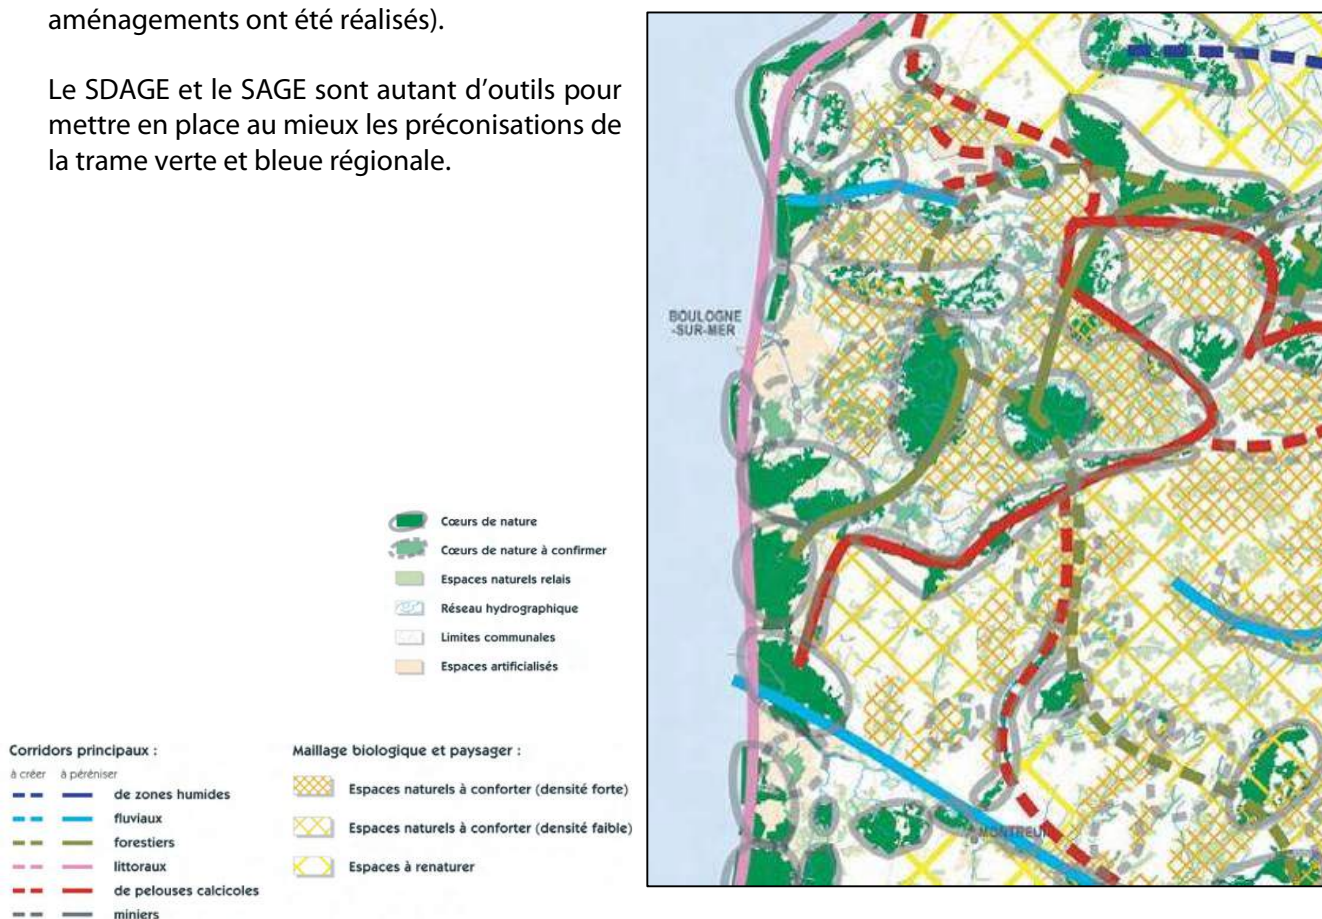 aménagements ont été réalisés).
Le SDAGE et le SAGE sont autant d'outils pour
mettre en place au mieux les préconisations de
la trame verte et bleue régionale.
BOULOGNE
-SUR-MER
MONTREUIL
Cœurs de nature
Cœurs de nature à confirmer
Espaces naturels relais
Réseau hydrographique
Limites communales
Espaces artificialisés
Corridors principaux :
à créer à péréniser
de zones humides
fluviaux
forestiers
littoraux
de pelouses calcicoles
miniers
Maillage biologique et paysager :
Espaces naturels à conforter (densité forte)
Espaces naturels à conforter (densité faible)
Espaces à renaturer